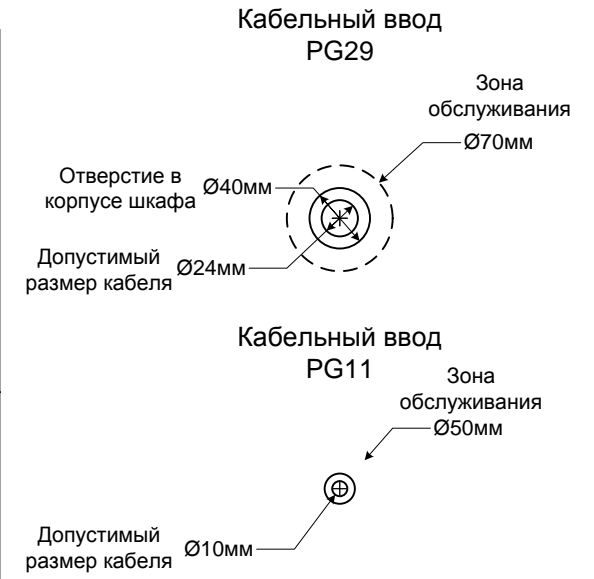 Кабельный ввод
PG29
Зона
обслуживания
Ø70мм
Отверстие в
корпусе шкафа
Ø40мм
Допустимый
размер кабеля
Ø24мм
Кабельный ввод
PG11
Зона
обслуживания
Ø50мм
Допустимый
размер кабеля
Ø10мм